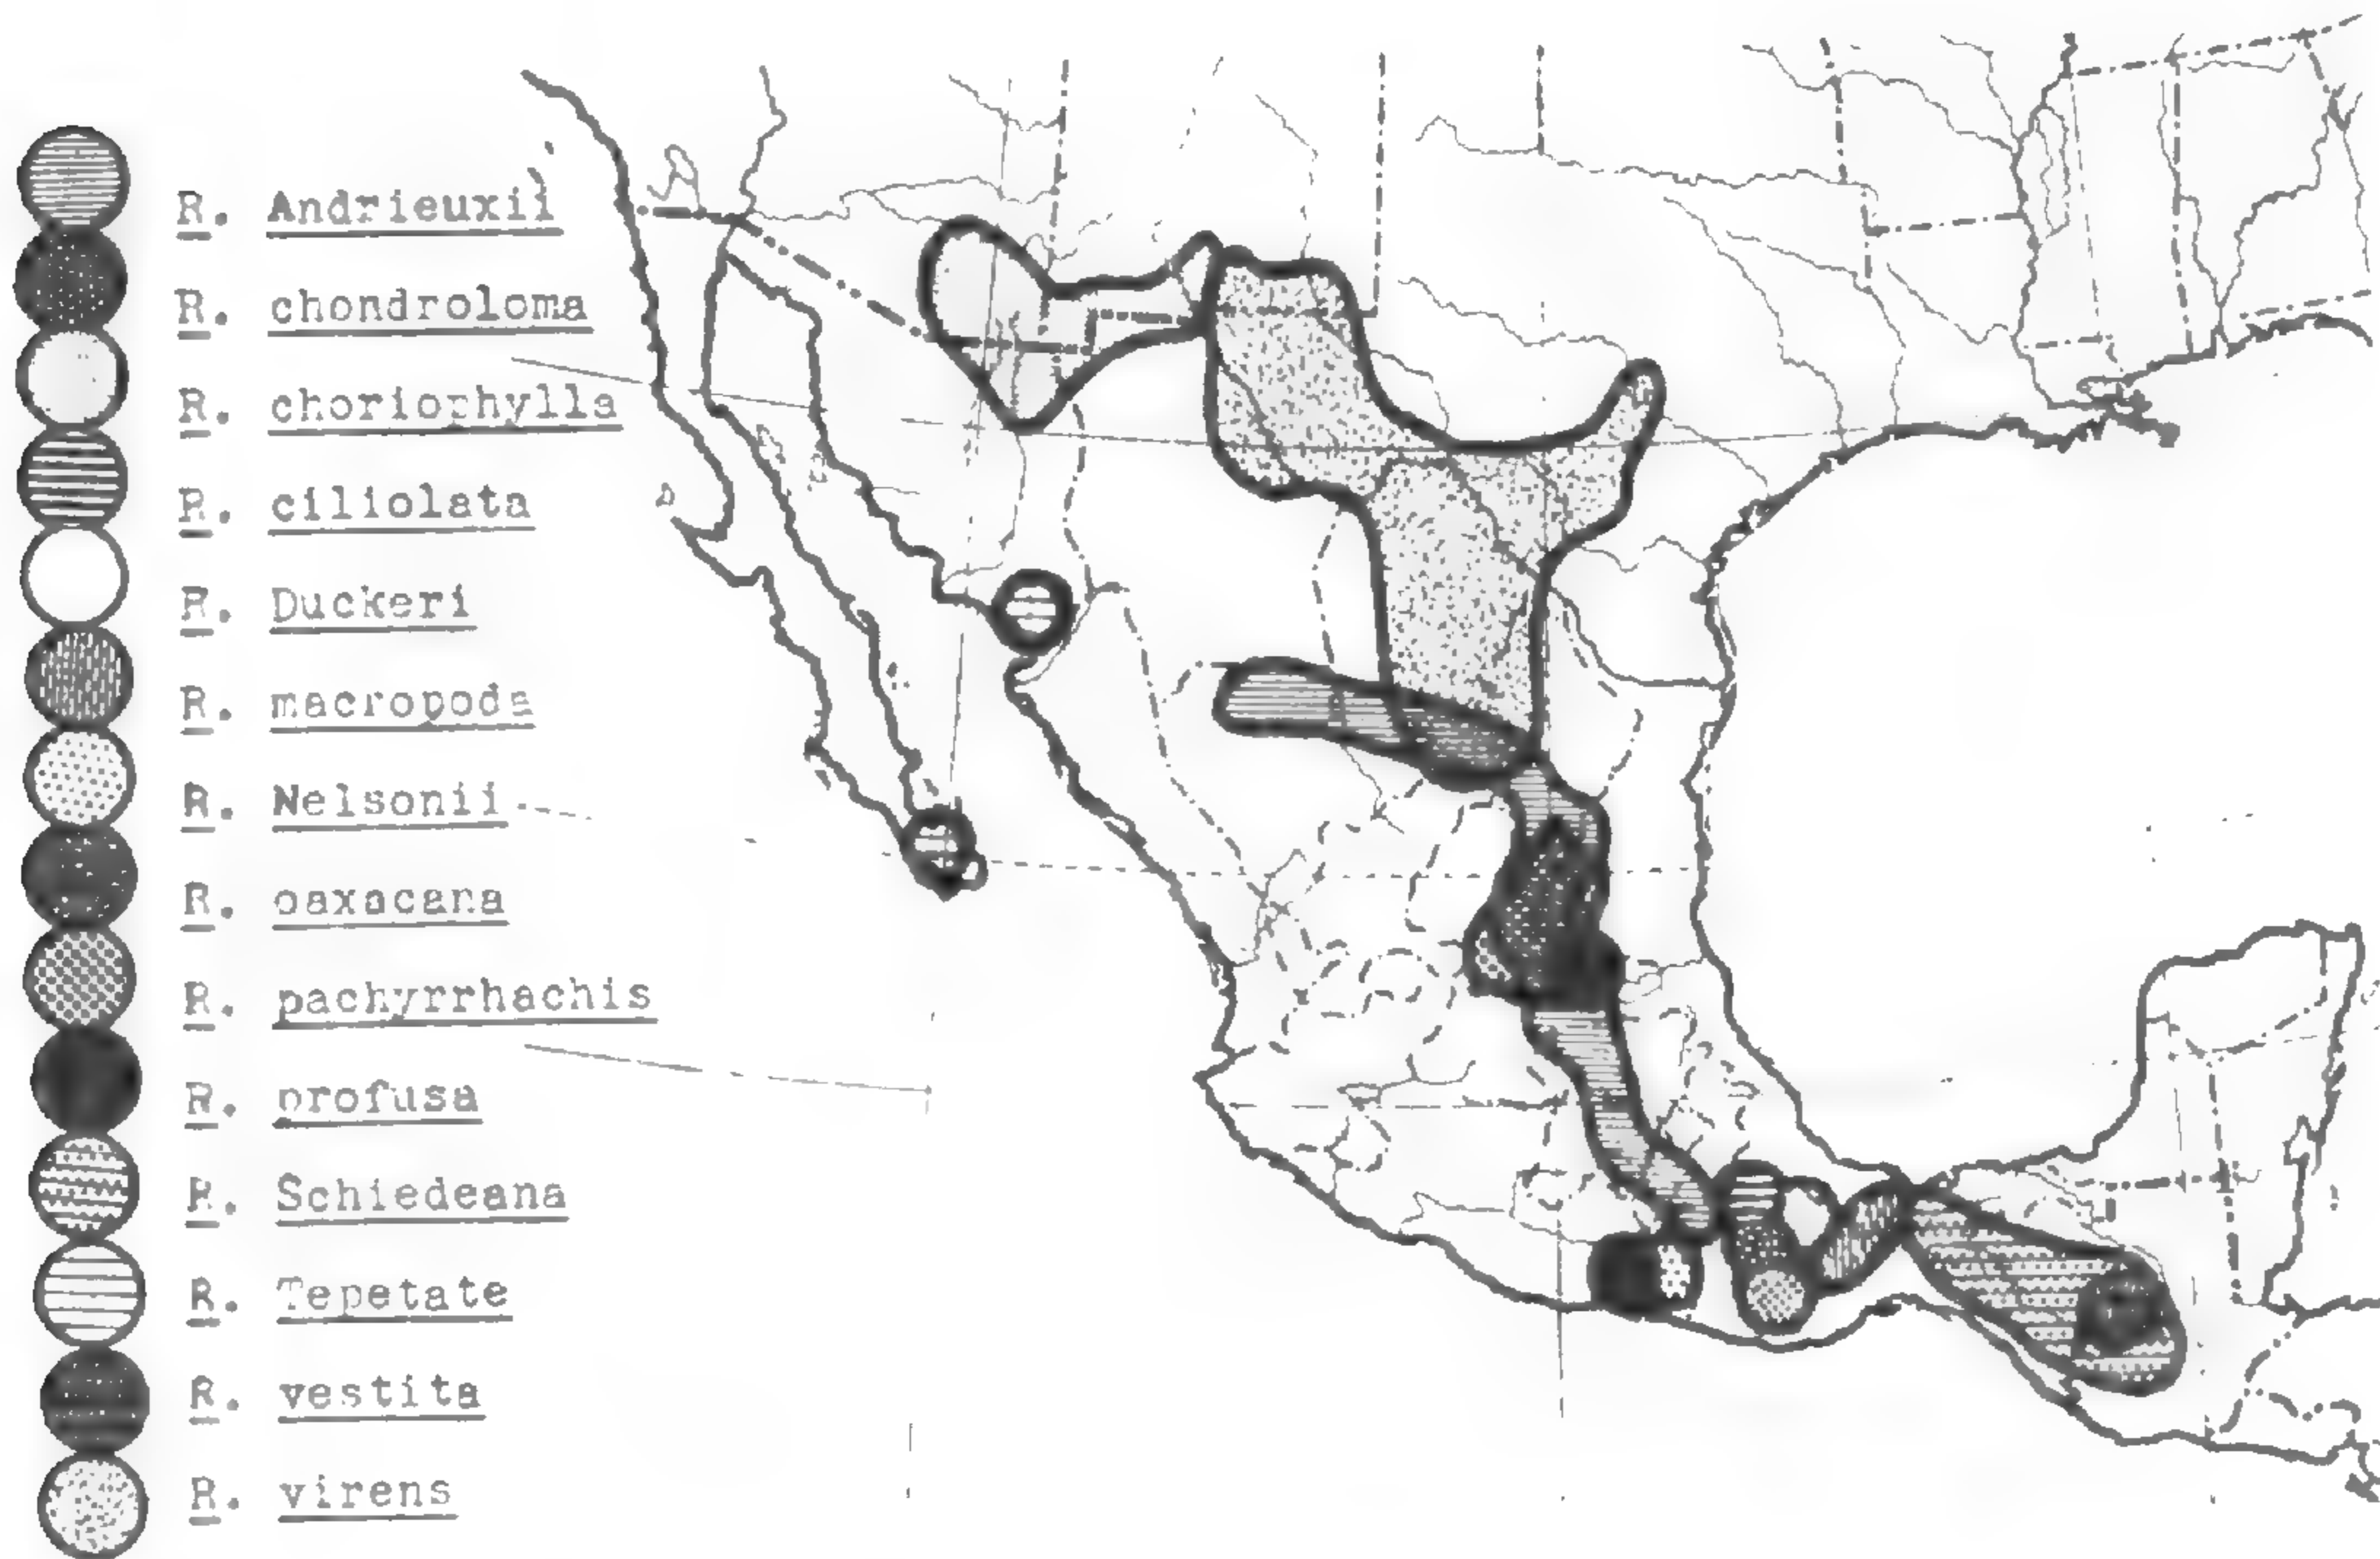 R. Andrieuxii
R. chondroloma
R. choriophylla
R. ciliolata
R. Duckeri
R. macropoda
R. Nelsonii
R. oaxacana
R. pachyrrhachis
R. profusa
R. Schiedeana
R. Tepetate
R. vestita
R. virens